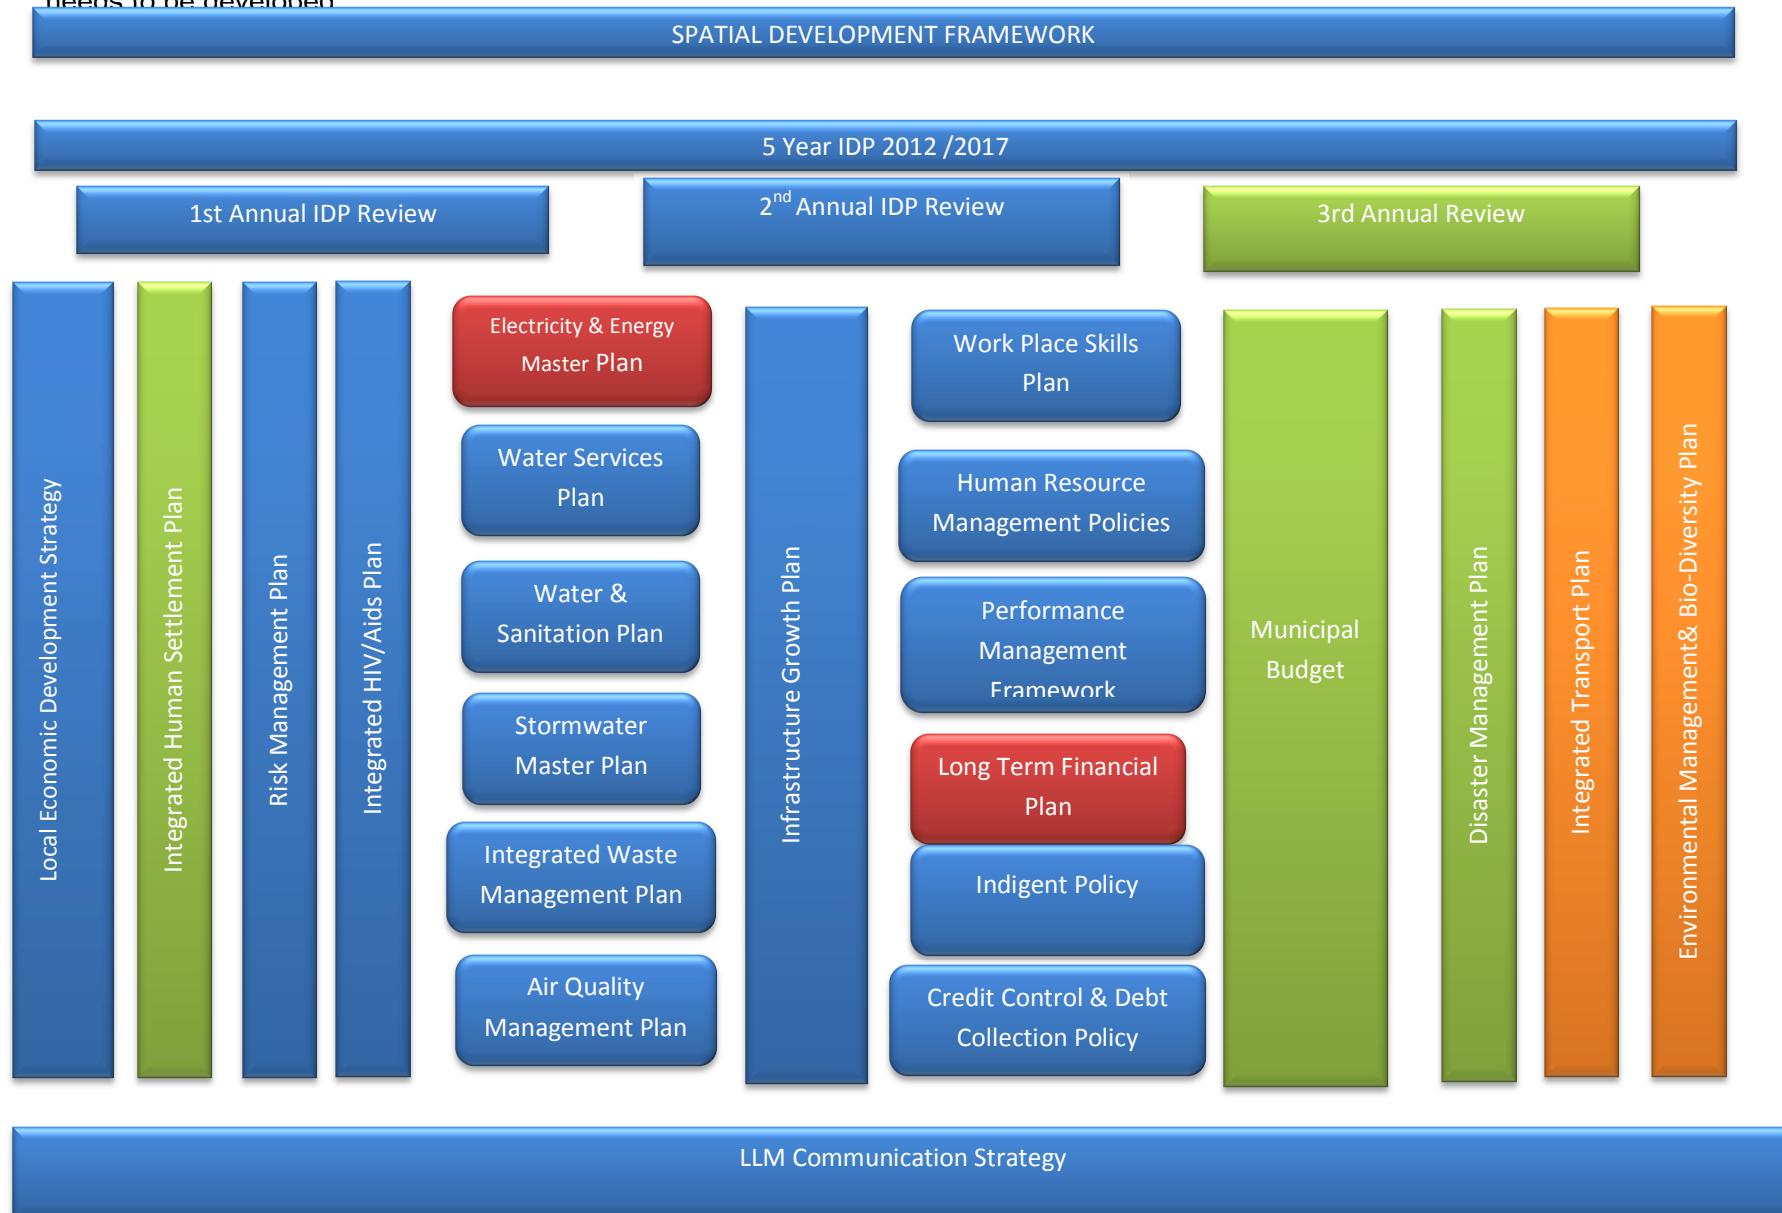 needs to be developed
SPATIAL DEVELOPMENT FRAMEWORK
5 Year IDP 2012 /2017
1st Annual IDP Review
2nd Annual IDP Review
3rd Annual Review
Local Economic Development Strategy
Integrated Human Settlement Plan
Risk Management Plan
Integrated HIV/Aids Plan
Electricity & Energy
Master Plan
Water Services
Plan
Water &
Sanitation Plan
Stormwater
Master Plan
Integrated Waste
Management Plan
Air Quality
Management Plan
Infrastructure Growth Plan
Work Place Skills
Plan
Human Resource
Management Policies
Performance
Management
Framework
Long Term Financial
Plan
Indigent Policy
Credit Control & Debt
Collection Policy
Municipal
Budget
Disaster Management Plan
Integrated Transport Plan
Environmental Management& Bio-Diversity Plan
LLM Communication Strategy